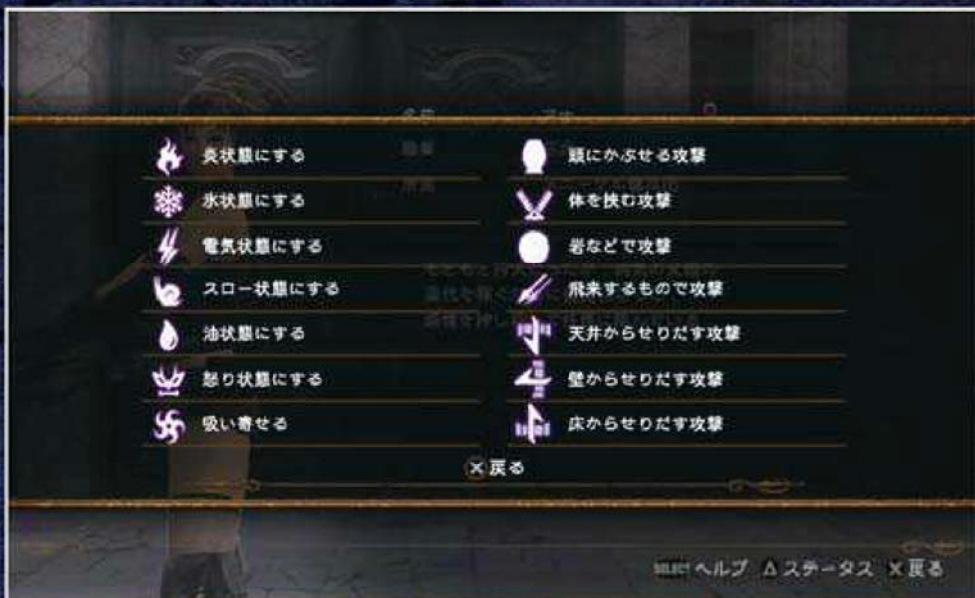 炎状態にする
氷状態にする
電気状態にする
スロー状態にする
油状態にする
怒り状態にする
吸い寄せる
頭にかぶせる攻撃
体を挟む攻撃
岩などで攻撃
飛来するもので攻撃
天井からせりだす攻撃
壁からせりだす攻撃
床からせりだす攻撃
×戻る
SELECT ヘルプ △ ステータス × 戻る